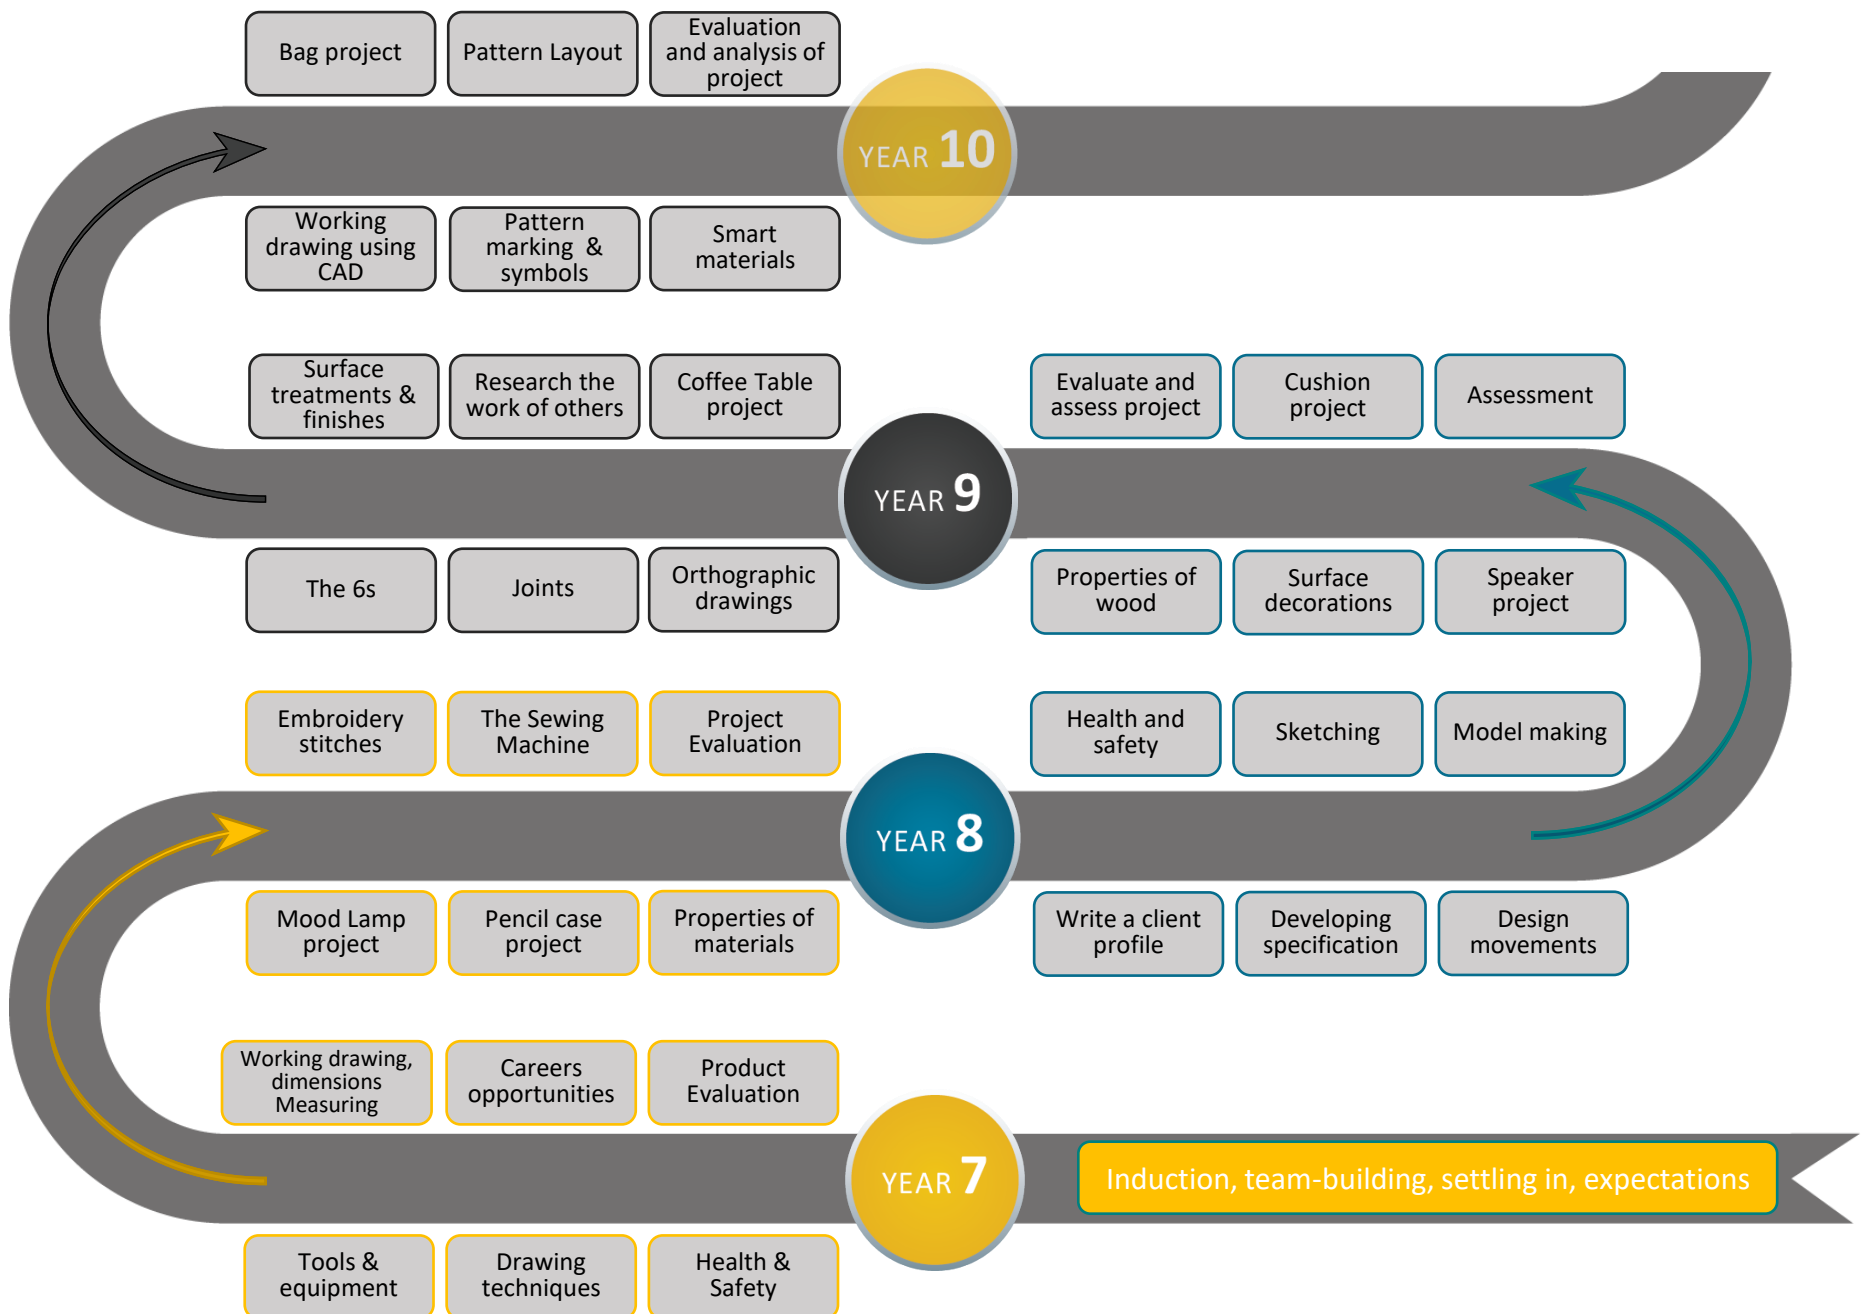 Bag project
Pattern Layout
Evaluation
and analysis of
project
YEAR 10
Working
drawing using
CAD
Pattern
marking & 
symbols
Smart
materials
Surface
treatments &
finishes
Research the
work of others
Coffee Table
project
Evaluate and
assess project
Cushion
project
Assessment
YEAR 9
The 6s
Joints
Orthographic
drawings
Properties of
wood
Surface
decorations
Speaker
project
Embroidery
stitches
The Sewing
Machine
Project
Evaluation
Health and
safety
Sketching
Model making
YEAR 8
Mood Lamp
project
Pencil case
project
Properties of
materials
Write a client
profile
Developing
specification
Design
movements
Working drawing,
dimensions
Measuring
Careers
opportunities
Product
Evaluation
YEAR 7
Induction, team-building, settling in, expectations
Tools &
equipment
Drawing
techniques
Health &
Safety